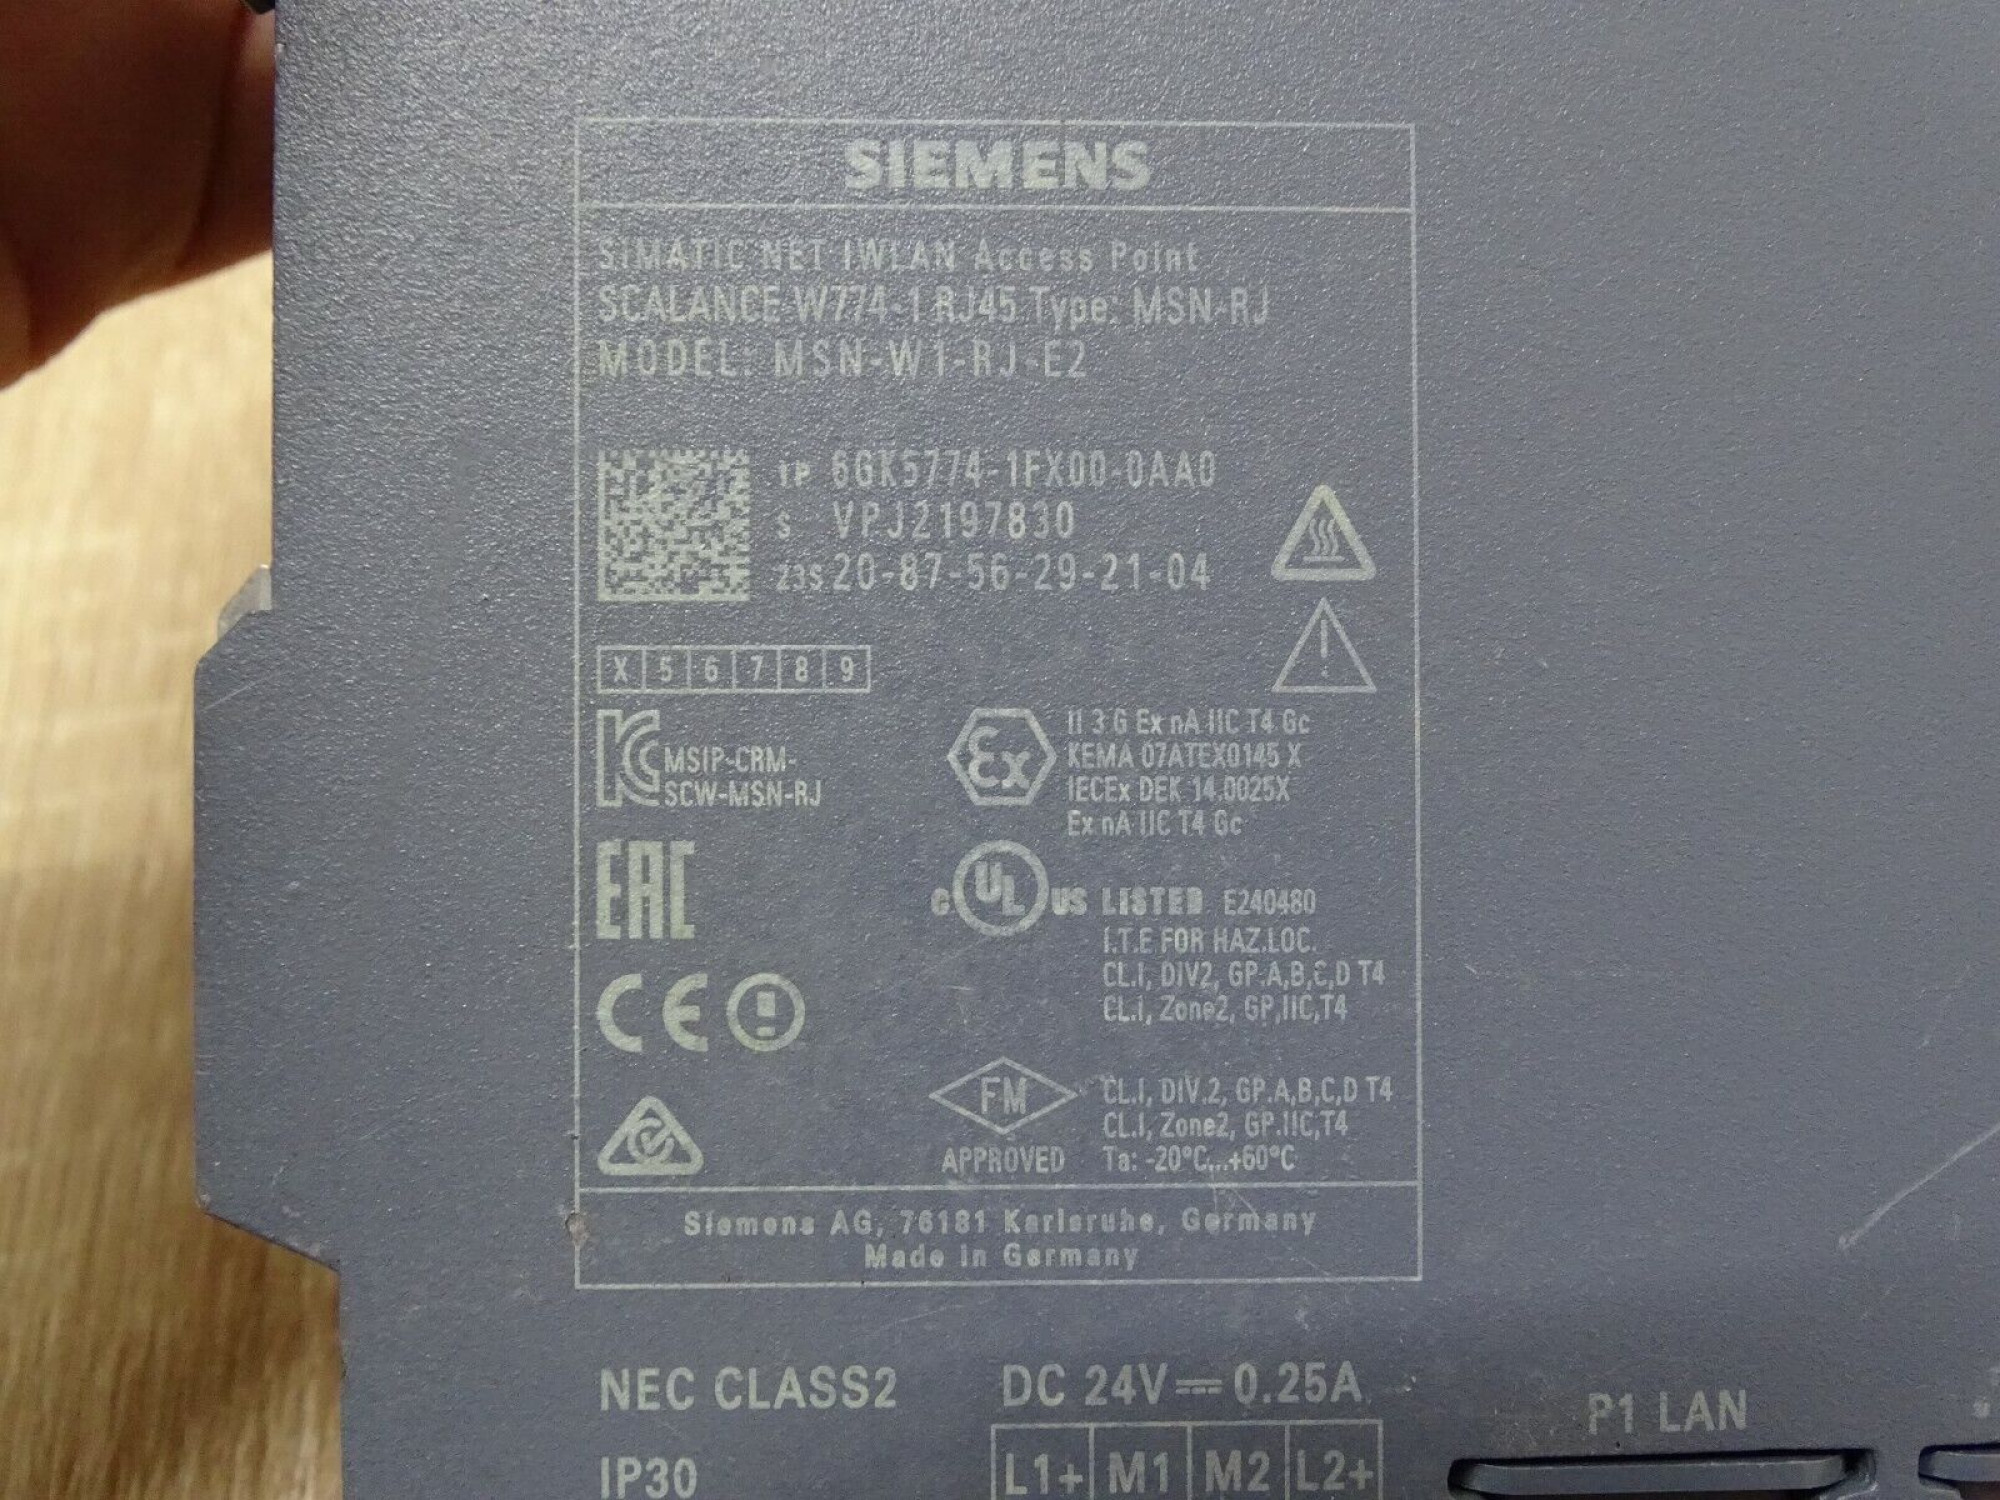 SIEMENS
SIMATIC NET IWLAN Access Point
SCALANCE W774-1 RJ45 Type: MSN-RJ
MODEL: MSN-W1-RJ-E2
1P 6GK5774-1FX00-0AA0
S VPJ2197830
23S 20-87-56-29-21-04
X 5 6 7 8 9
KC MSIP-CRM-
SCW-MSN-RJ
Ex II 3 G Ex nA IIC T4 Gc
KEMA 07ATEX0145 X
IECEx DEK 14.0025X
Ex nA IIC T4 Gc
EAC
c UL US LISTED E240480
I.T.E FOR HAZ.LOC.
CL.I, DIV2, GP.A,B,C,D T4
CL.I, Zone2, GP,IIC,T4
CE
FM
APPROVED
CL.I, DIV.2, GP.A,B,C,D T4
CL.I, Zone2, GP.IIC,T4
Ta: -20°C...+60°C
Siemens AG, 76181 Karlsruhe, Germany
Made in Germany
NEC CLASS2
DC 24V 0.25A
P1 LAN
IP30
L1+ M1 M2 L2+